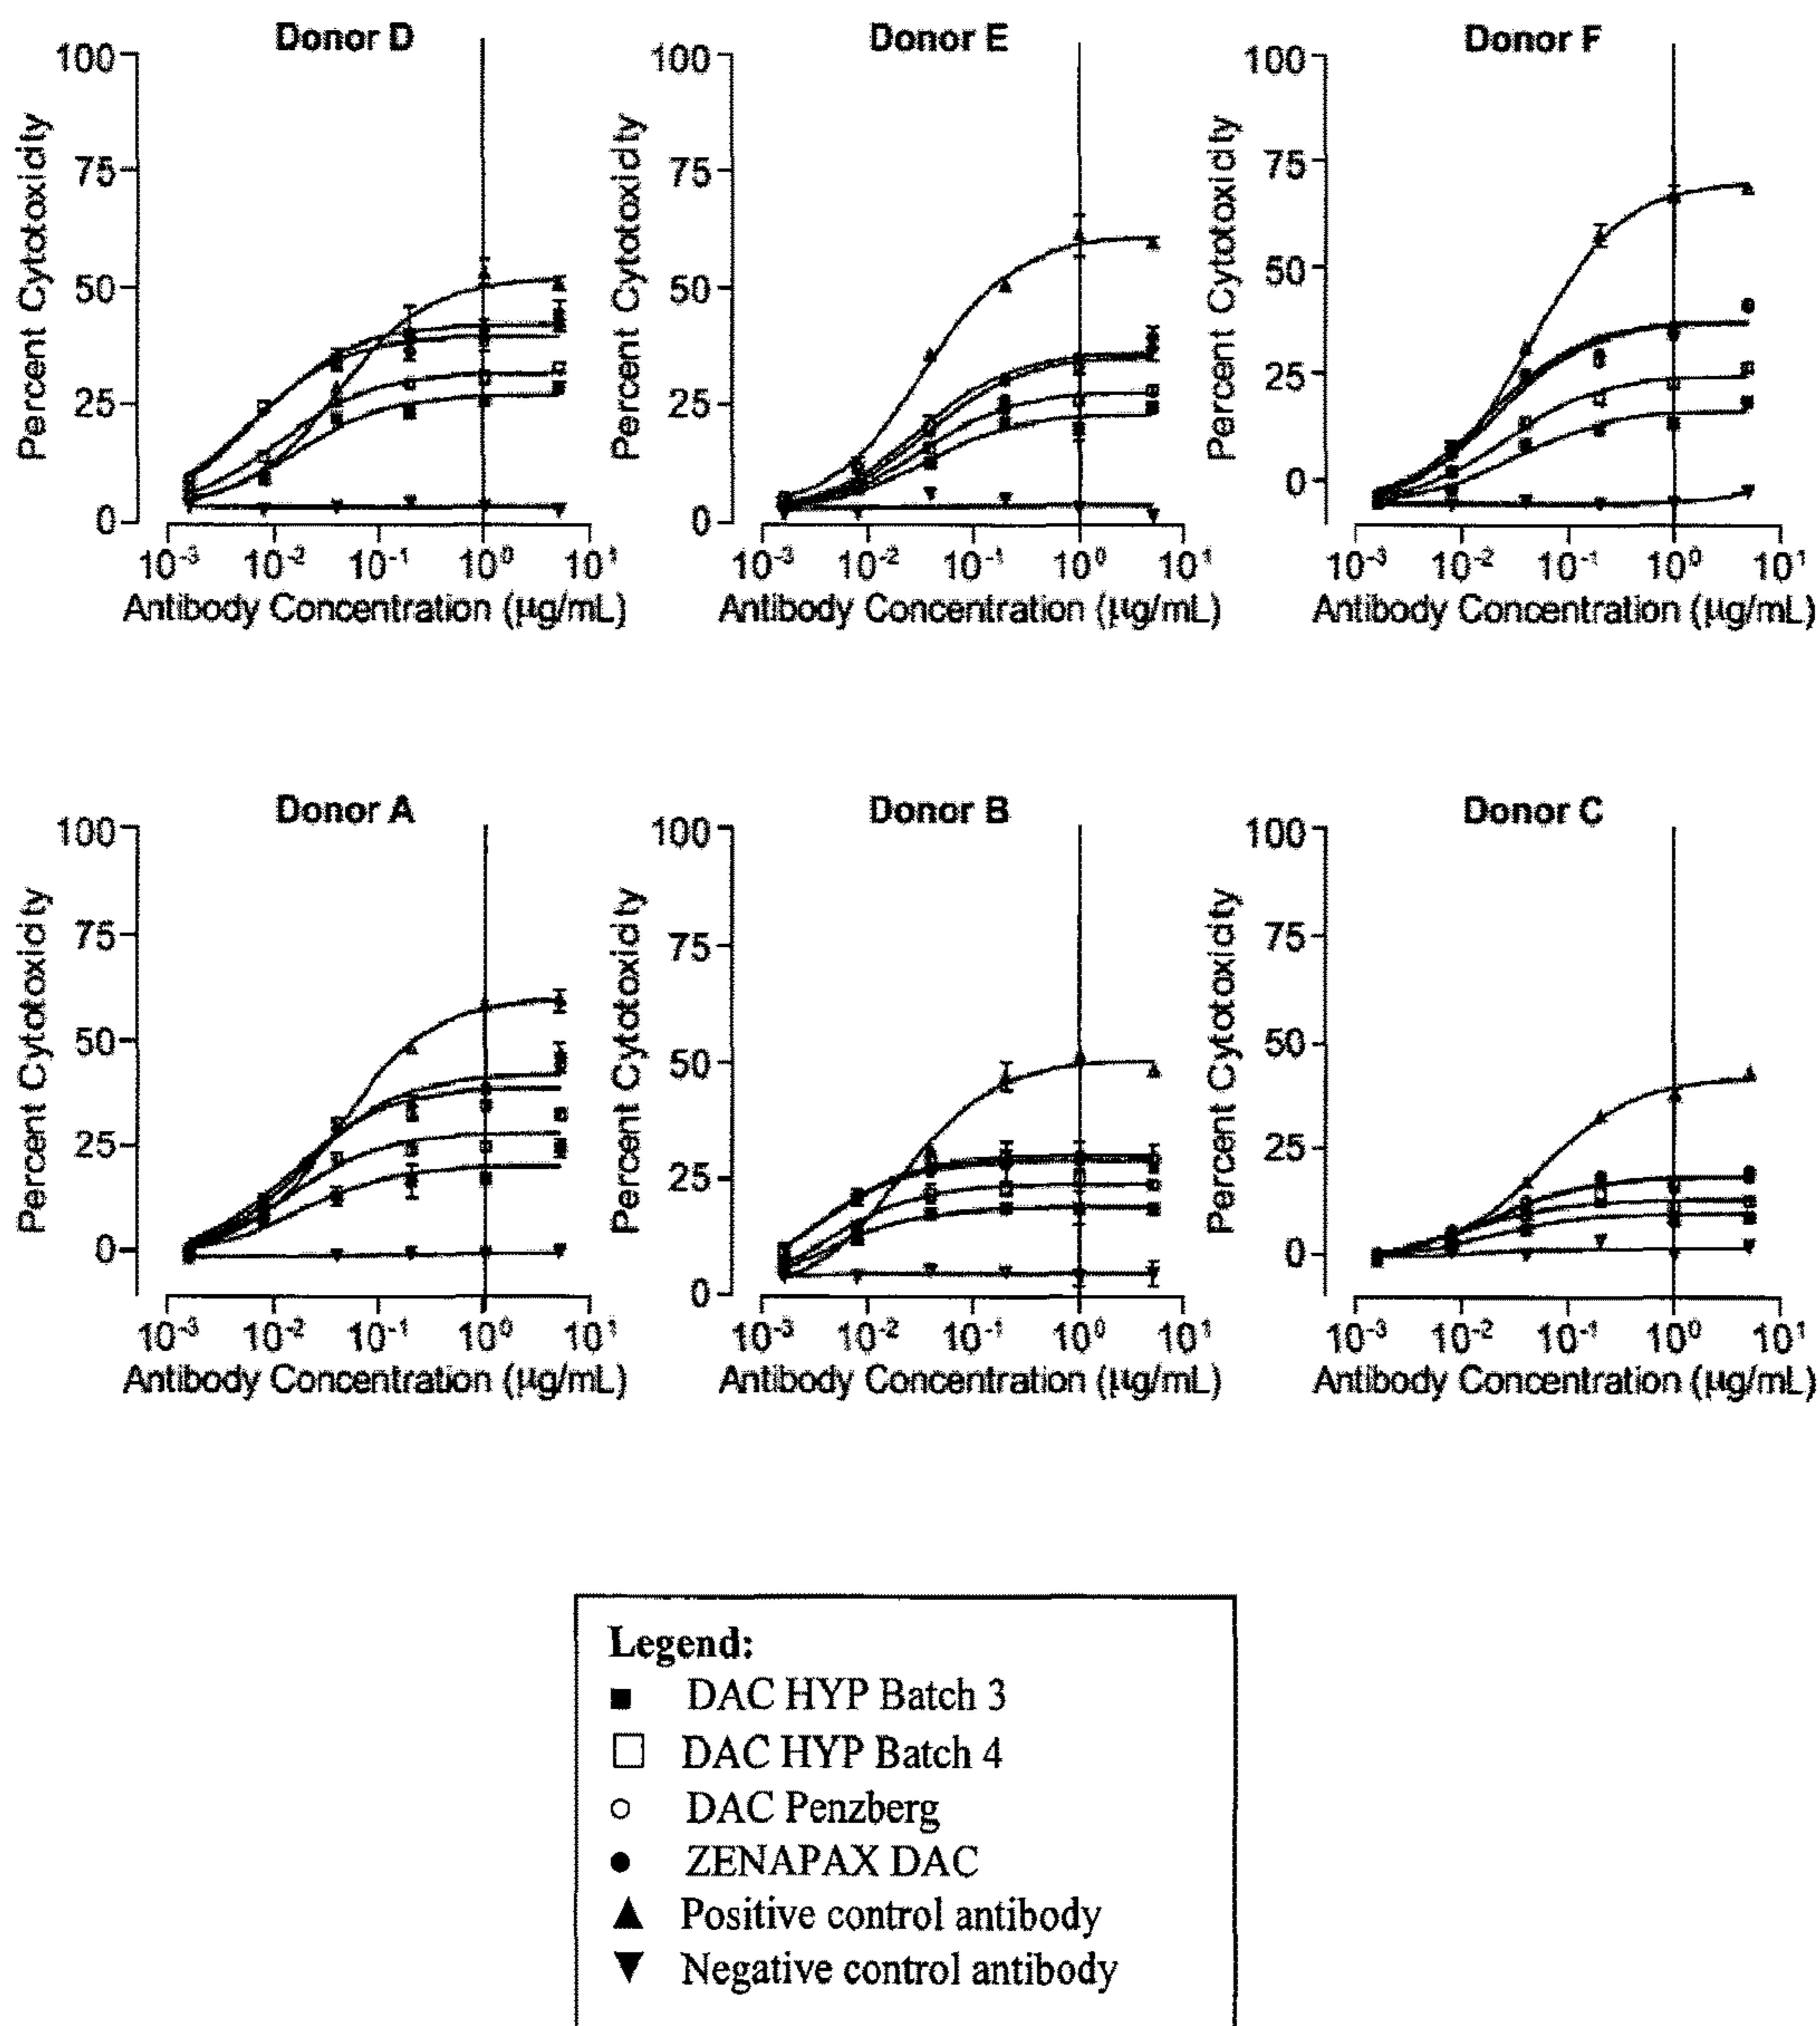 Donor D
Donor E
Donor F
Percent Cytotoxicity
100
75
50
25
0
Percent Cytotoxicity
100
75
50
25
0
Percent Cytotoxicity
100
75
50
25
0
10⁻³ 10⁻² 10⁻¹ 10⁰ 10¹
10⁻³ 10⁻² 10⁻¹ 10⁰ 10¹
10⁻³ 10⁻² 10⁻¹ 10⁰ 10¹
Antibody Concentration (µg/mL)
Antibody Concentration (µg/mL)
Antibody Concentration (µg/mL)
Donor A
Donor B
Donor C
Percent Cytotoxicity
100
75
50
25
0
Percent Cytotoxicity
100
75
50
25
0
Percent Cytotoxicity
100
75
50
25
0
10⁻³ 10⁻² 10⁻¹ 10⁰ 10¹
10⁻³ 10⁻² 10⁻¹ 10⁰ 10¹
10⁻³ 10⁻² 10⁻¹ 10⁰ 10¹
Antibody Concentration (µg/mL)
Antibody Concentration (µg/mL)
Antibody Concentration (µg/mL)
Legend:
DAC HYP Batch 3
DAC HYP Batch 4
DAC Penzberg
ZENAPAX DAC
Positive control antibody
Negative control antibody